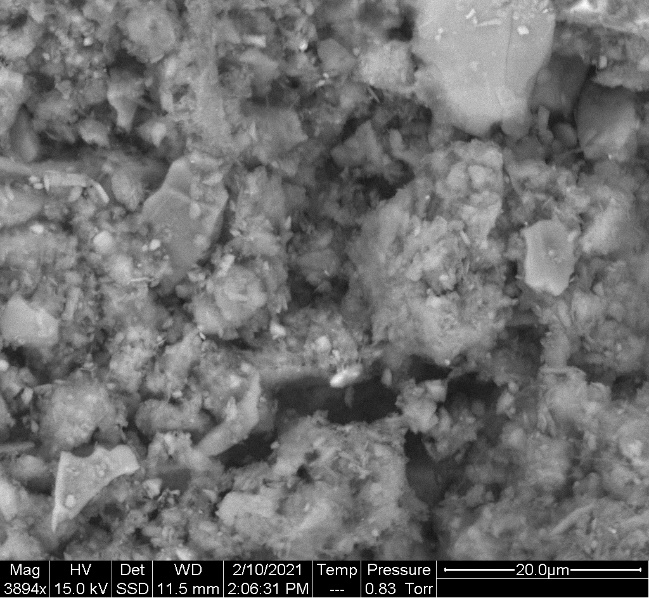 Mag HV Det WD 2/10/2021 Temp Pressure 20.0µm
3894x 15.0 kV SSD 11.5 mm 2:06:31 PM --- 0.83 Torr